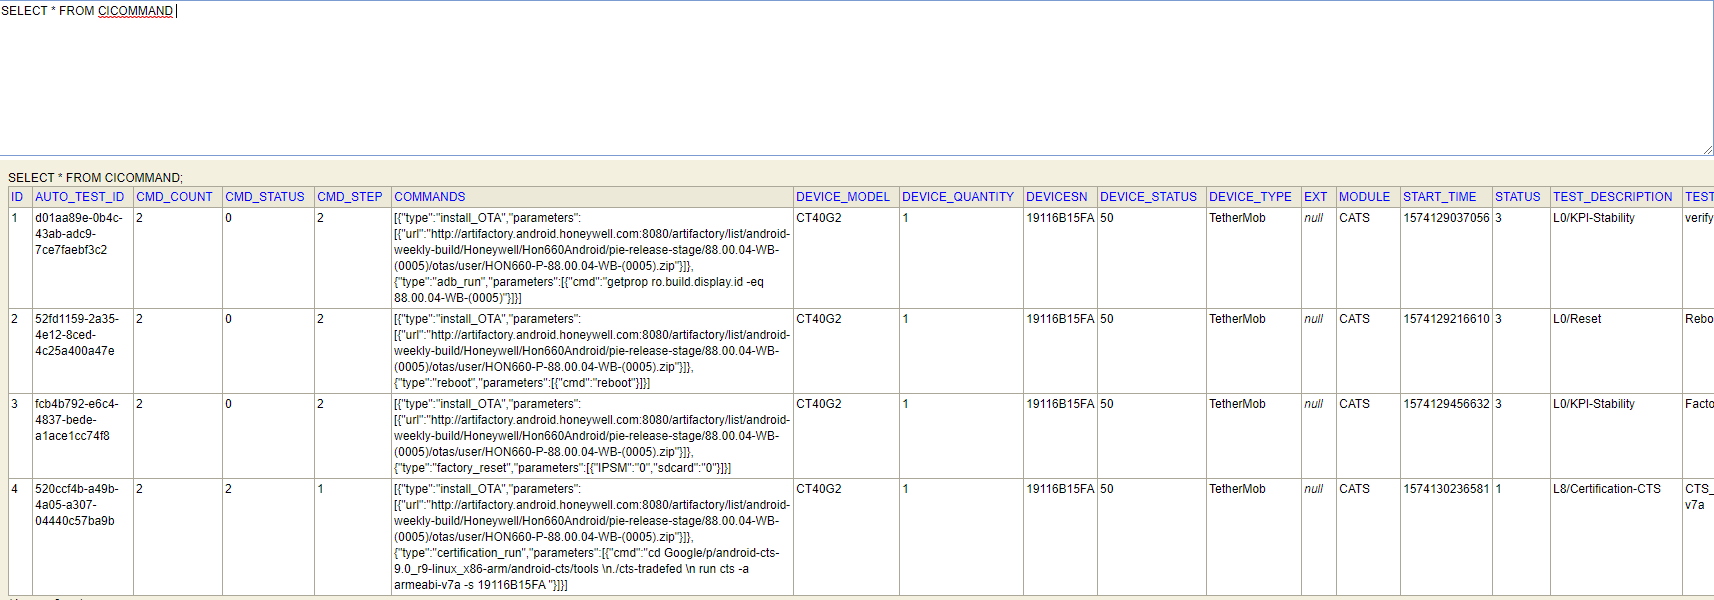 SELECT * FROM CICOMMAND
SELECT * FROM CICOMMAND;
ID AUTO_TEST_ID CMD_COUNT CMD_STATUS CMD_STEP COMMANDS DEVICE_MODEL DEVICE_QUANTITY DEVICESN DEVICE_STATUS DEVICE_TYPE EXT MODULE START_TIME STATUS TEST_DESCRIPTION TEST
1 d01aa89e-0b4c- 2 0 2 [{"type":"install_OTA","parameters": CT40G2 1 19116B15FA 50 TetherMob null CATS 1574129037056 3 L0/KPI-Stability verify
43ab-adc9- [{"url":"http://artifactory.android.honeywell.com:8080/artifactory/list/android-
7ce7faebf3c2 weekly-build/Honeywell/Hon660Android/pie-release-stage/88.00.04-WB-
(0005)/otas/user/HON660-P-88.00.04-WB-(0005).zip"}]},
{"type":"adb_run","parameters":[{"cmd":"getprop ro.build.display.id -eq
88.00.04-WB-(0005)"}]}]
2 52fd1159-2a35- 2 0 2 [{"type":"install_OTA","parameters": CT40G2 1 19116B15FA 50 TetherMob null CATS 1574129216610 3 L0/Reset Rebo
4e12-8ced- [{"url":"http://artifactory.android.honeywell.com:8080/artifactory/list/android-
4c25a400a47e weekly-build/Honeywell/Hon660Android/pie-release-stage/88.00.04-WB-
(0005)/otas/user/HON660-P-88.00.04-WB-(0005).zip"}]},
{"type":"reboot","parameters":[{"cmd":"reboot"}]}]
3 fcb4b792-e6c4- 2 0 2 [{"type":"install_OTA","parameters": CT40G2 1 19116B15FA 50 TetherMob null CATS 1574129456632 3 L0/KPI-Stability Facto
4837-bede- [{"url":"http://artifactory.android.honeywell.com:8080/artifactory/list/android-
a1ace1cc74f8 weekly-build/Honeywell/Hon660Android/pie-release-stage/88.00.04-WB-
(0005)/otas/user/HON660-P-88.00.04-WB-(0005).zip"}]},
{"type":"factory_reset","parameters":[{"IPSM":"0","sdcard":"0"}]}]
4 520ccf4b-a49b- 2 2 1 [{"type":"install_OTA","parameters": CT40G2 1 19116B15FA 50 TetherMob null CATS 1574130236581 1 L8/Certification-CTS CTS_
4a05-a307- [{"url":"http://artifactory.android.honeywell.com:8080/artifactory/list/android- v7a
04440c57ba9b weekly-build/Honeywell/Hon660Android/pie-release-stage/88.00.04-WB-
(0005)/otas/user/HON660-P-88.00.04-WB-(0005).zip"}]},
{"type":"certification_run","parameters":[{"cmd":"cd Google/p/android-cts-
9.0_r9-linux_x86-arm/android-cts/tools \n./cts-tradefed \n run cts -a
armeabi-v7a -s 19116B15FA "}]}]